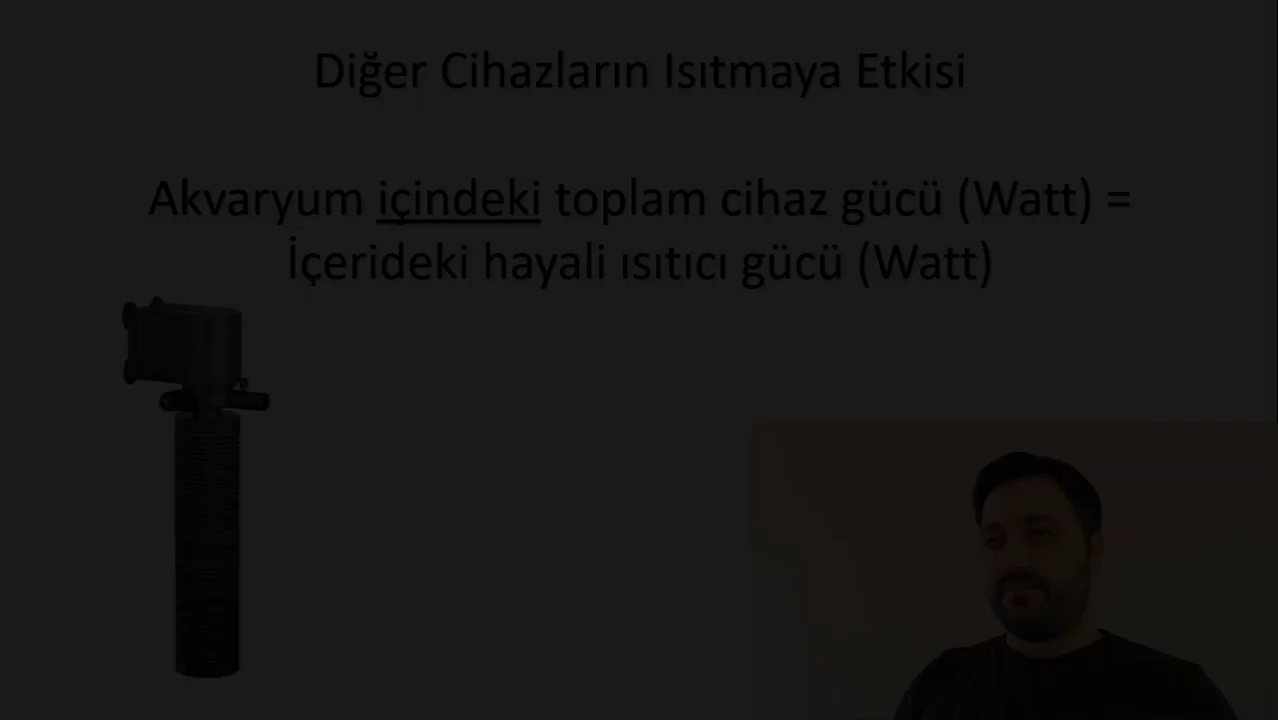 Diğer Cihazların Isıtmaya Etkisi
Akvaryum içindeki toplam cihaz gücü (Watt) =
İçerideki hayali ısıtıcı gücü (Watt)